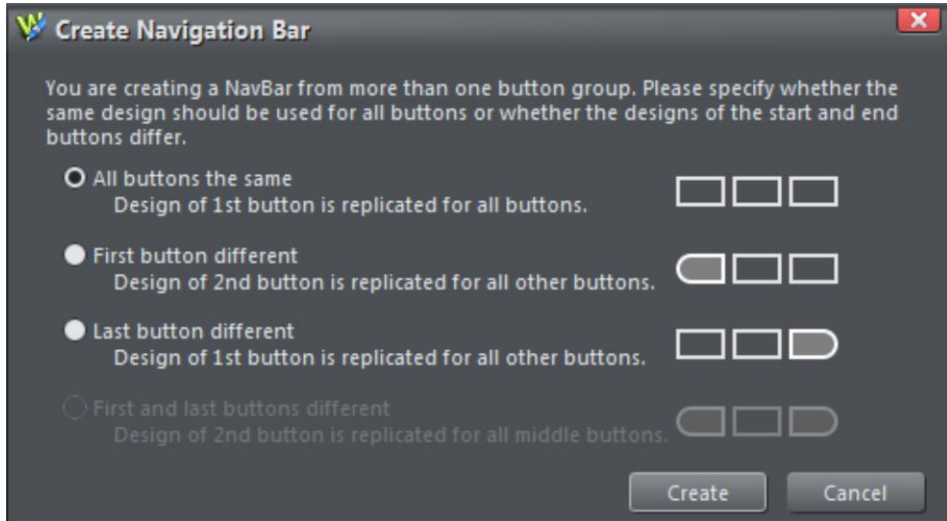 Create Navigation Bar
You are creating a NavBar from more than one button group. Please specify whether the
same design should be used for all buttons or whether the designs of the start and end
buttons differ.
All buttons the same
Design of 1st button is replicated for all buttons.
First button different
Design of 2nd button is replicated for all other buttons.
Last button different
Design of 1st button is replicated for all other buttons.
First and last buttons different
Design of 2nd button is replicated for all middle buttons.
Create Cancel